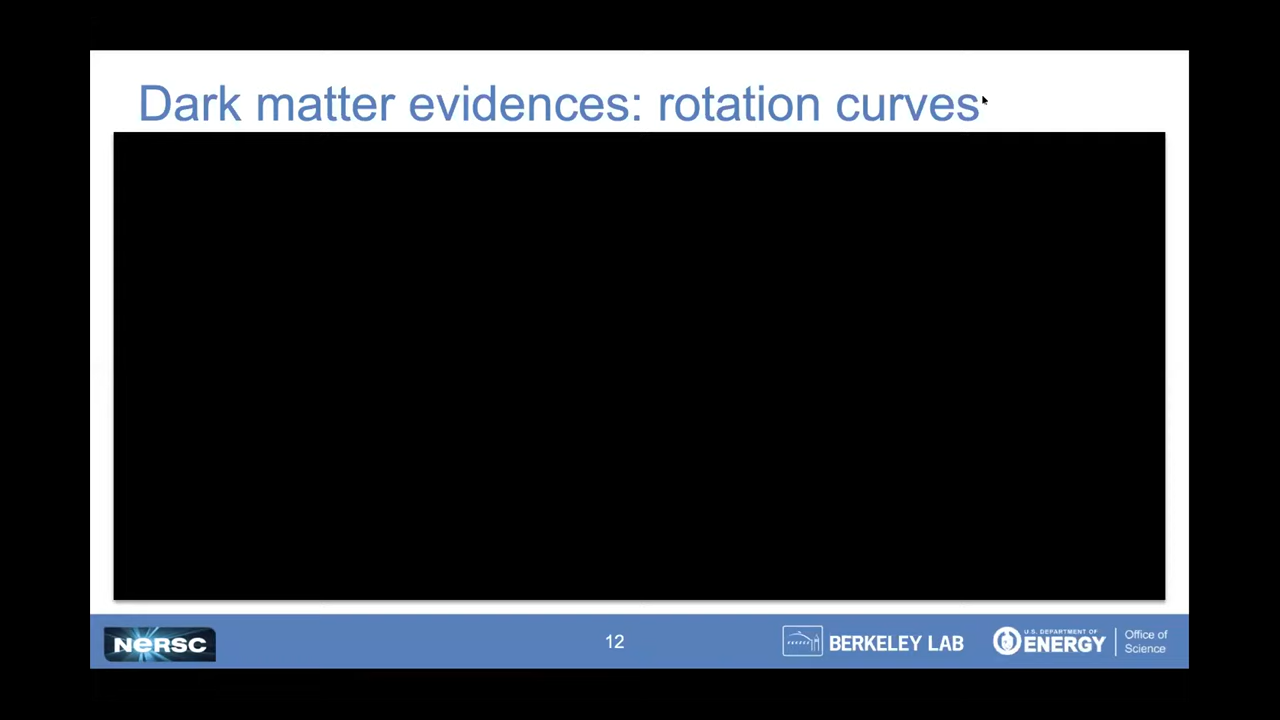 Dark matter evidences: rotation curves
NERSC
12
BERKELEY LAB
U.S. DEPARTMENT OF
ENERGY
Office of
Science